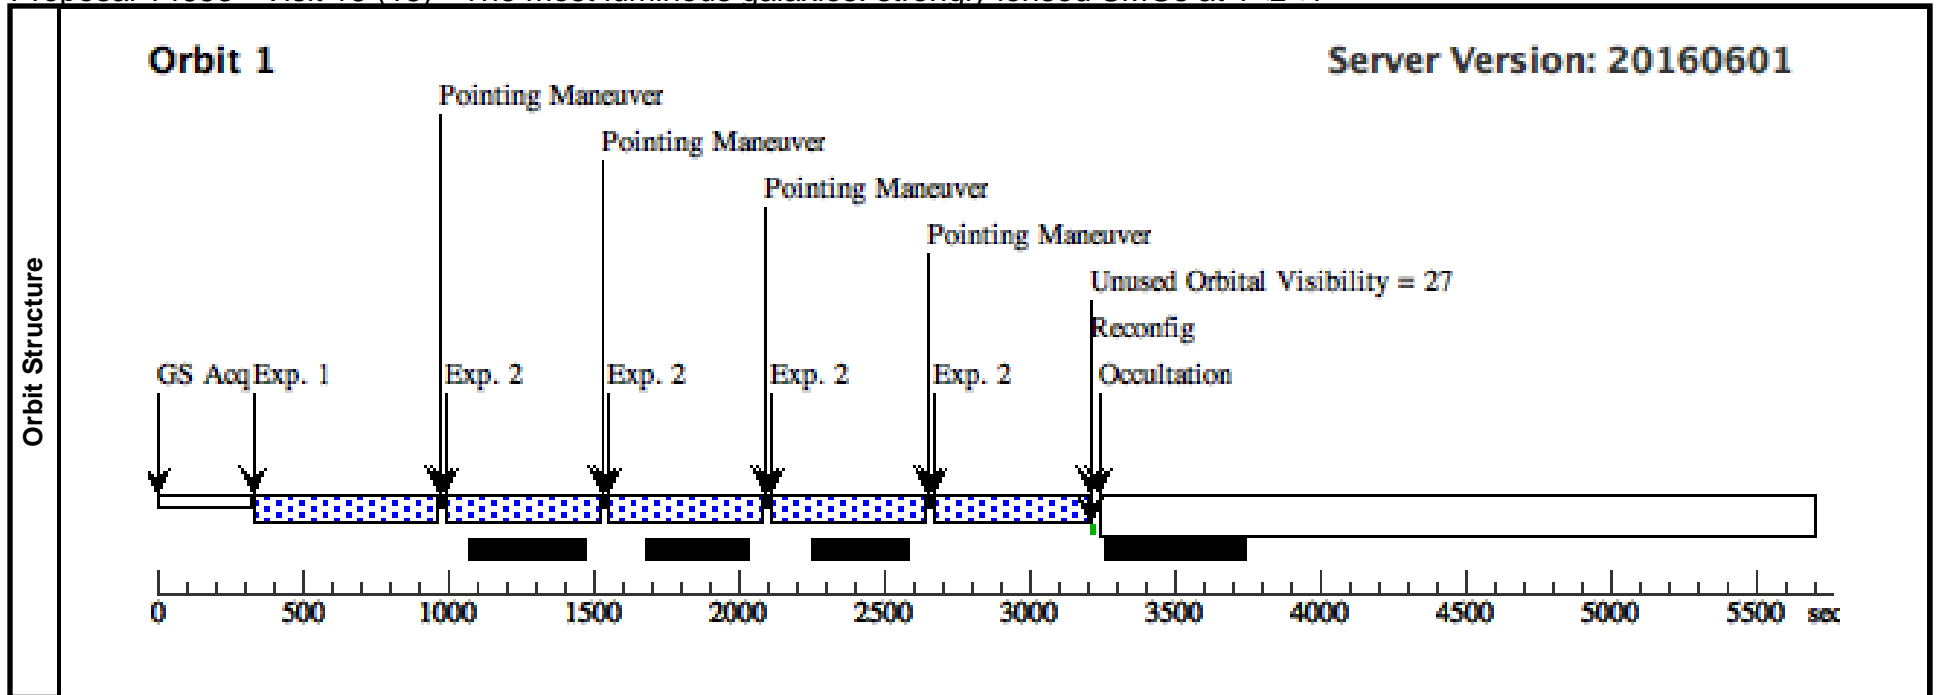 Orbit 1
Server Version: 20160601
Pointing Maneuver
Pointing Maneuver
Pointing Maneuver
Pointing Maneuver
Unused Orbital Visibility = 27
Reconfig
GS Acq Exp. 1 Exp. 2 Exp. 2 Exp. 2 Exp. 2 Occultation
Orbit Structure
0 500 1000 1500 2000 2500 3000 3500 4000 4500 5000 5500 sec